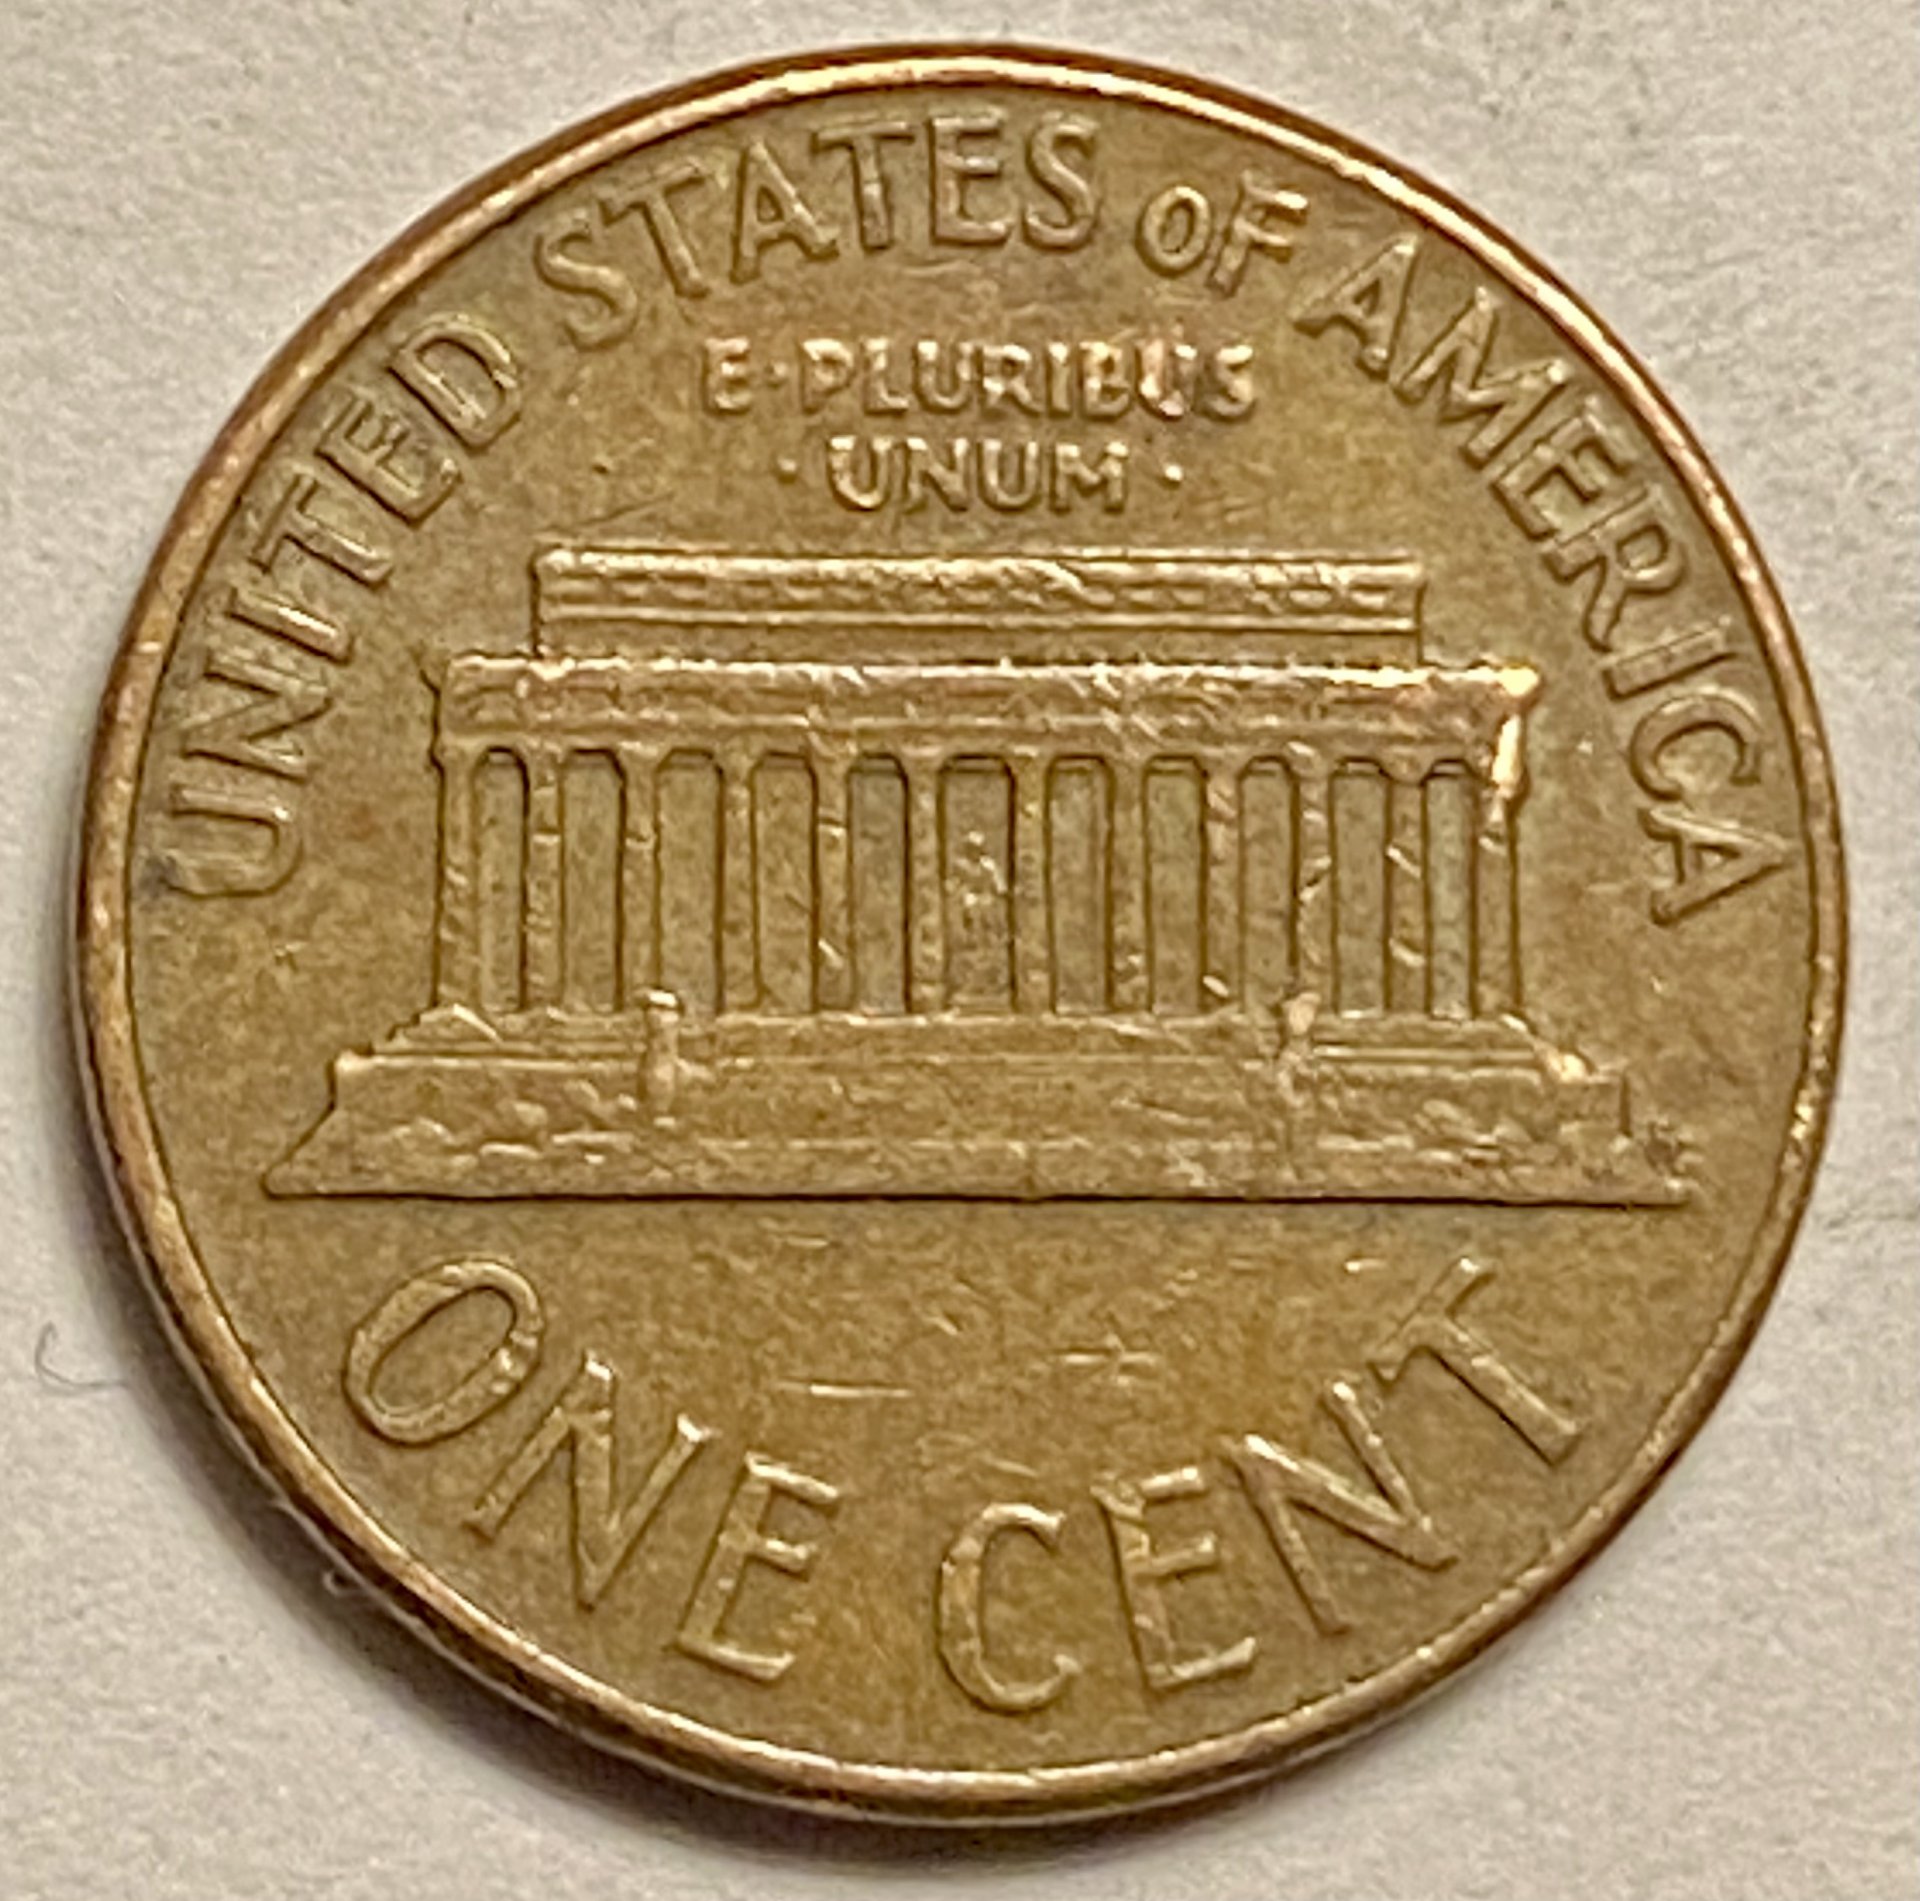 UNITED STATES OF AMERICA
E·PLURIBUS
·UNUM·
ONE CENT